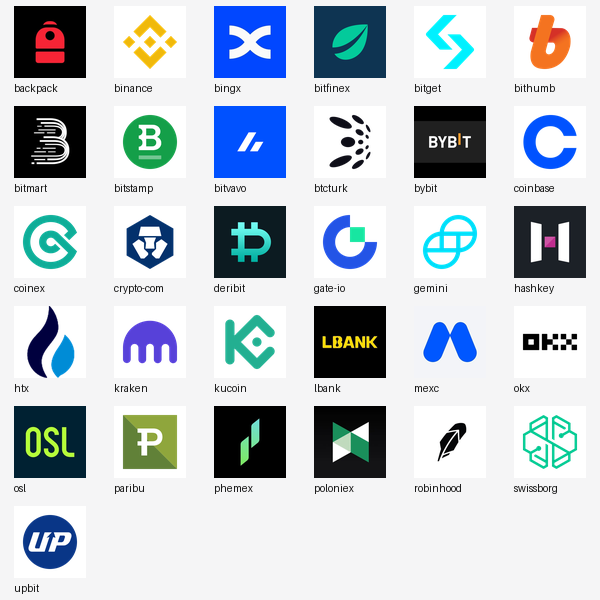 backpack
binance
bingx
bitfinex
bitget
bithumb
BYBIT
bitmart
bitstamp
bitvavo
btcturk
bybit
coinbase
coinex
crypto-com
deribit
gate-io
gemini
hashkey
LBANK
OKX
htx
kraken
kucoin
lbank
mexc
okx
OSL
osl
paribu
phemex
poloniex
robinhood
swissborg
UP
upbit